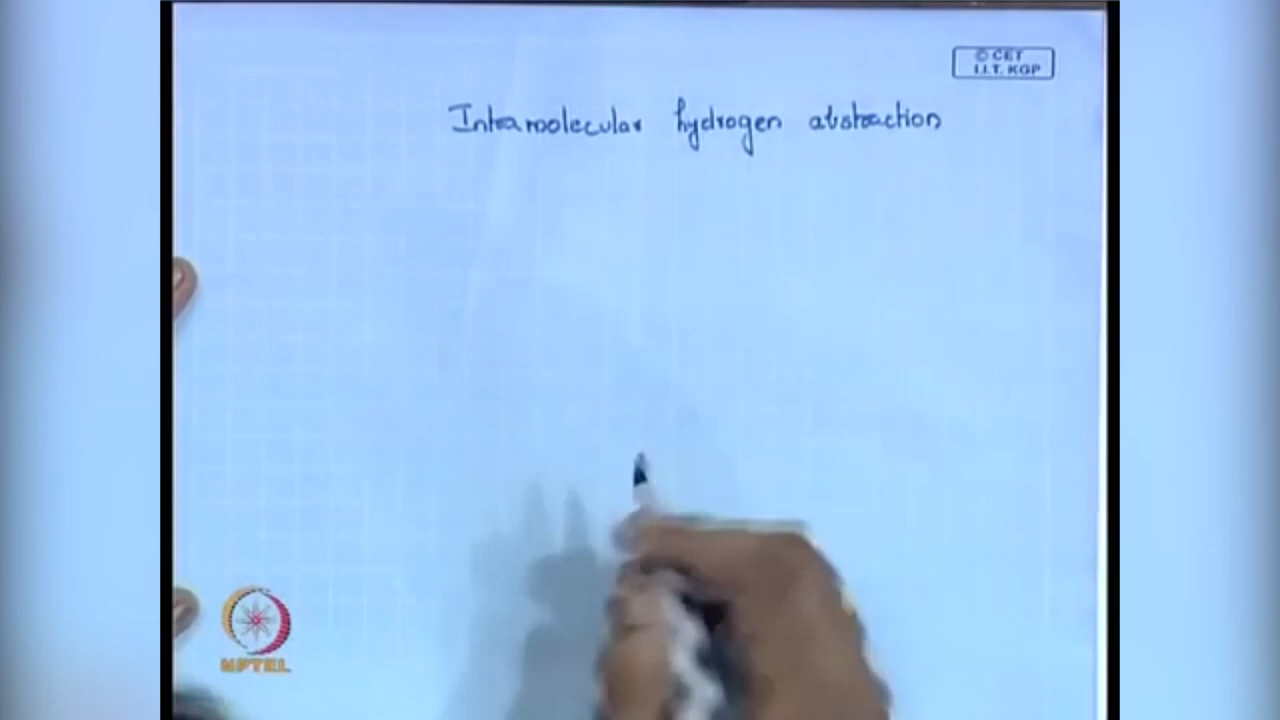 © CET
I.I.T. KGP
Intramolecular hydrogen abstraction
NPTEL